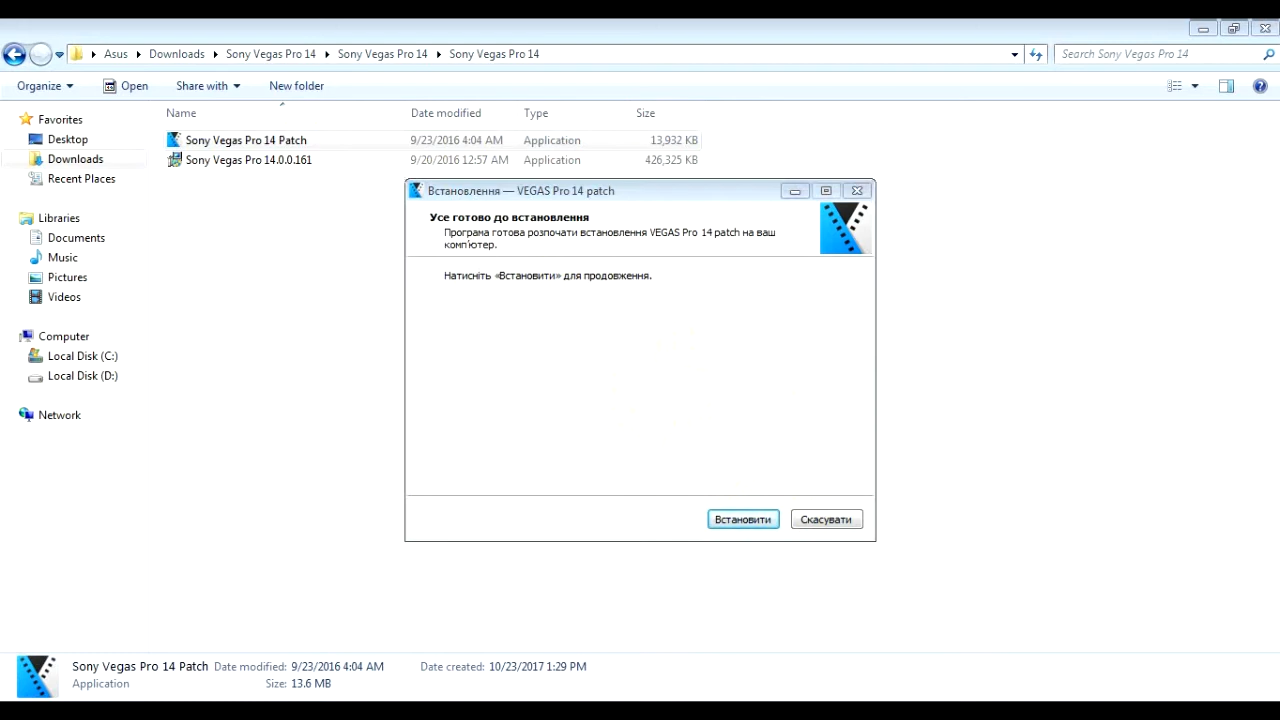 Asus Downloads Sony Vegas Pro 14 Sony Vegas Pro 14 Sony Vegas Pro 14 Search Sony Vegas Pro 14
Organize Open Share with New folder
Favorites
Desktop
Downloads
Recent Places
Libraries
Documents
Music
Pictures
Videos
Computer
Local Disk (C:)
Local Disk (D:)
Network
Name Date modified Type Size
Sony Vegas Pro 14 Patch 9/23/2016 4:04 AM Application 13,932 KB
Sony Vegas Pro 14.0.0.161 9/20/2016 12:57 AM Application 426,325 KB
Встановлення — VEGAS Pro 14 patch
Усе готово до встановлення
Програма готова розпочати встановлення VEGAS Pro 14 patch на ваш
комп'ютер.
Натисніть «Встановити» для продовження.
Встановити Скасувати
Sony Vegas Pro 14 Patch Date modified: 9/23/2016 4:04 AM Date created: 10/23/2017 1:29 PM
Application Size: 13.6 MB